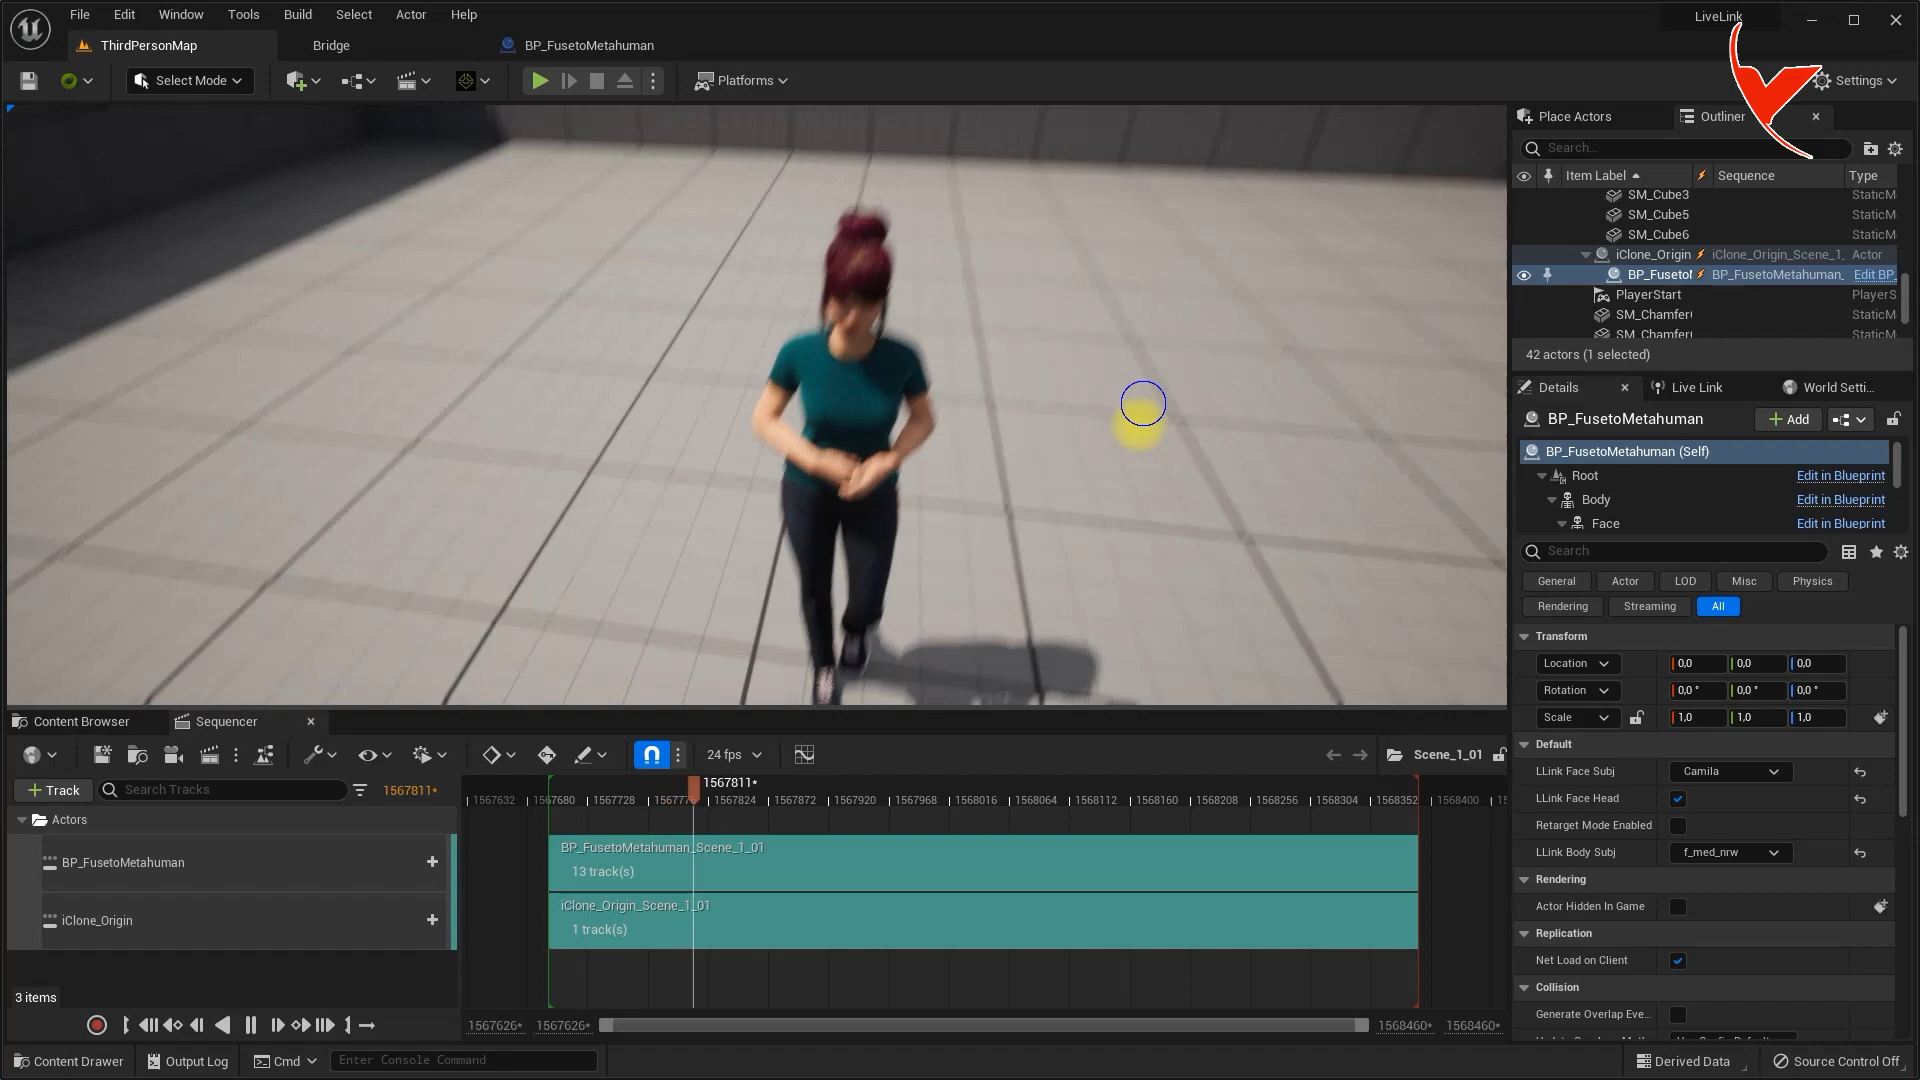 File Edit Window Tools Build Select Actor Help
LiveLink
ThirdPersonMap Bridge BP_FusetoMetahuman
Select Mode Platforms Settings
Place Actors Outliner
Search...
Item Label Sequence Type
SM_Cube3 StaticM
SM_Cube5 StaticM
SM_Cube6 StaticM
iClone_Origin iClone_Origin_Scene_1_ Actor
BP_Fuseto BP_FusetoMetahuman_ Edit BP_
PlayerStart PlayerS
SM_Chamfer StaticM
SM_Chamfer StaticM
42 actors (1 selected)
Details Live Link World Setti...
BP_FusetoMetahuman Add
BP_FusetoMetahuman (Self)
Root Edit in Blueprint
Body Edit in Blueprint
Face Edit in Blueprint
Search
General Actor LOD Misc Physics
Rendering Streaming All
Transform
Location 0,0 0,0 0,0
Rotation 0,0 ° 0,0 ° 0,0 °
Scale 1,0 1,0 1,0
Default
LLink Face Subj Camila
LLink Face Head
Retarget Mode Enabled
LLink Body Subj f_med_nrw
Rendering
Actor Hidden In Game
Replication
Net Load on Client
Collision
Generate Overlap Eve...
Content Browser Sequencer
24 fps Scene_1_01
Track Search Tracks 1567811*
1567811*
1567632 1567680 1567728 1567824 1567872 1567920 1567968 1568016 1568064 1568112 1568160 1568208 1568256 1568304 1568352 1568400
Actors
BP_FusetoMetahuman
BP_FusetoMetahuman_Scene_1_01
13 track(s)
iClone_Origin
iClone_Origin_Scene_1_01
1 track(s)
3 items
1567626* 1567626* 1568460* 1568460*
Content Drawer Output Log Cmd Enter Console Command Derived Data Source Control Off